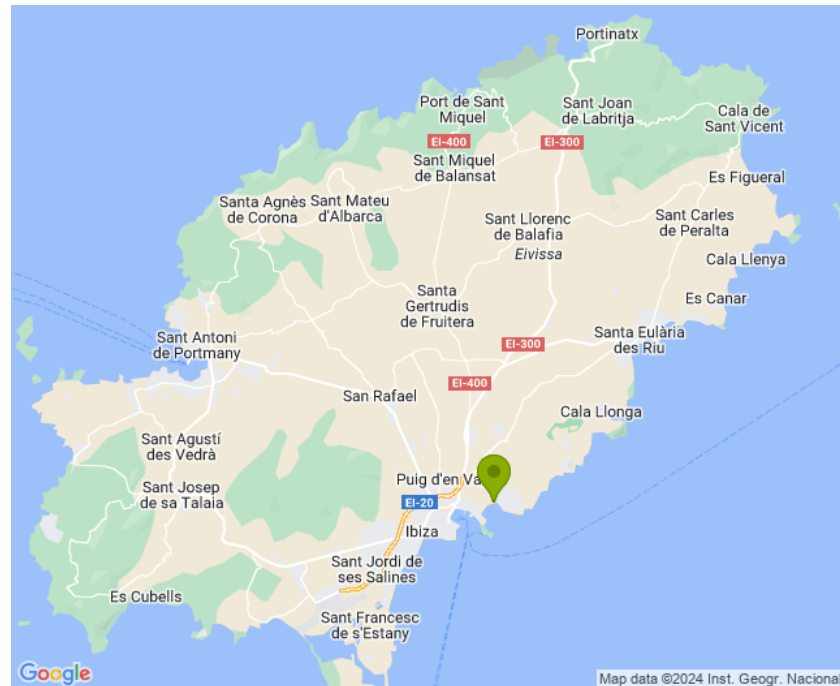 Portinatx
Port de Sant
Miquel
Sant Joan
de Labritja
Cala de
Sant Vicent
EI-400
EI-300
Sant Miquel
de Balansat
Es Figueral
Santa Agnès
de Corona
Sant Mateu
d'Albarca
Sant Llorenc
de Balafia
Eivissa
Sant Carles
de Peralta
Cala Llenya
Santa
Gertrudis
de Fruitera
Es Canar
Sant Antoni
de Portmany
Santa Eulària
des Riu
EI-300
EI-400
San Rafael
Cala Llonga
Sant Agustí
des Vedrà
Puig d'en Va
Sant Josep
de sa Talaia
EI-20
Ibiza
Sant Jordi de
ses Salines
Es Cubells
Sant Francesc
de s'Estany
Google
Map data ©2024 Inst. Geogr. Nacional